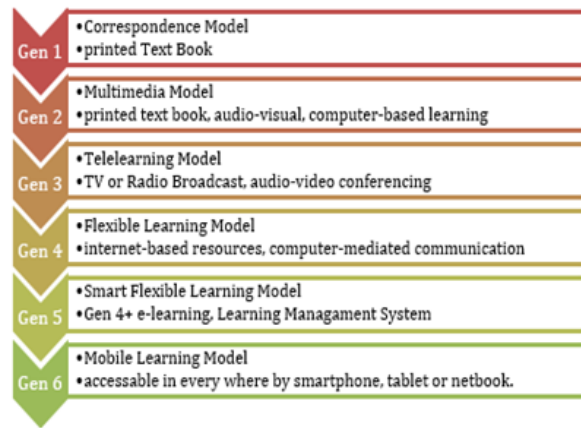 Gen 1
•Correspondence Model
•printed Text Book
Gen 2
•Multimedia Model
•printed text book, audio-visual, computer-based learning
Gen 3
•Telelearning Model
•TV or Radio Broadcast, audio-video conferencing
Gen 4
•Flexible Learning Model
•internet-based resources, computer-mediated communication
Gen 5
•Smart Flexible Learning Model
•Gen 4+ e-learning, Learning Managament System
Gen 6
•Mobile Learning Model
•accessable in every where by smartphone, tablet or netbook.